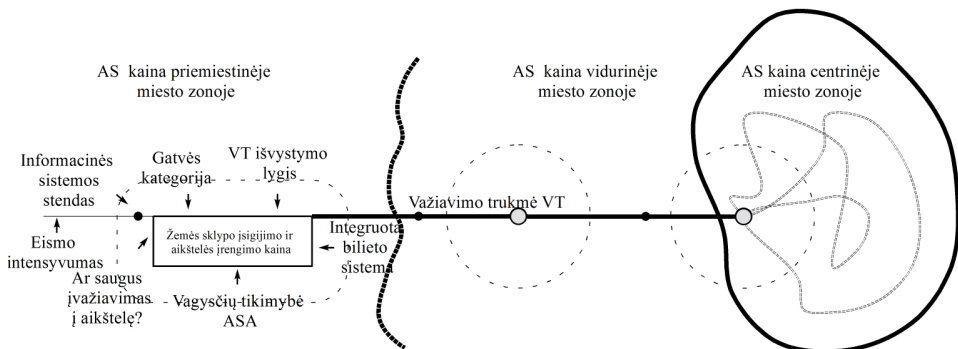 AS kaina priemiestinėje
miesto zonoje
AS kaina vidurinėje
miesto zonoje
AS kaina centrinėje
miesto zonoje
Informacinės
sistemos
stendas
Gatvės
kategorija
VT išvystymo
lygis
Važiavimo trukmė VT
Eismo
intensyvumas
Žemės sklypo įsigijimo ir
aikštelės įrengimo kaina
Integruota
bilieto
sistema
Ar saugus
įvažiavimas
į aikštelę?
Vagysčių tikimybė
ASA